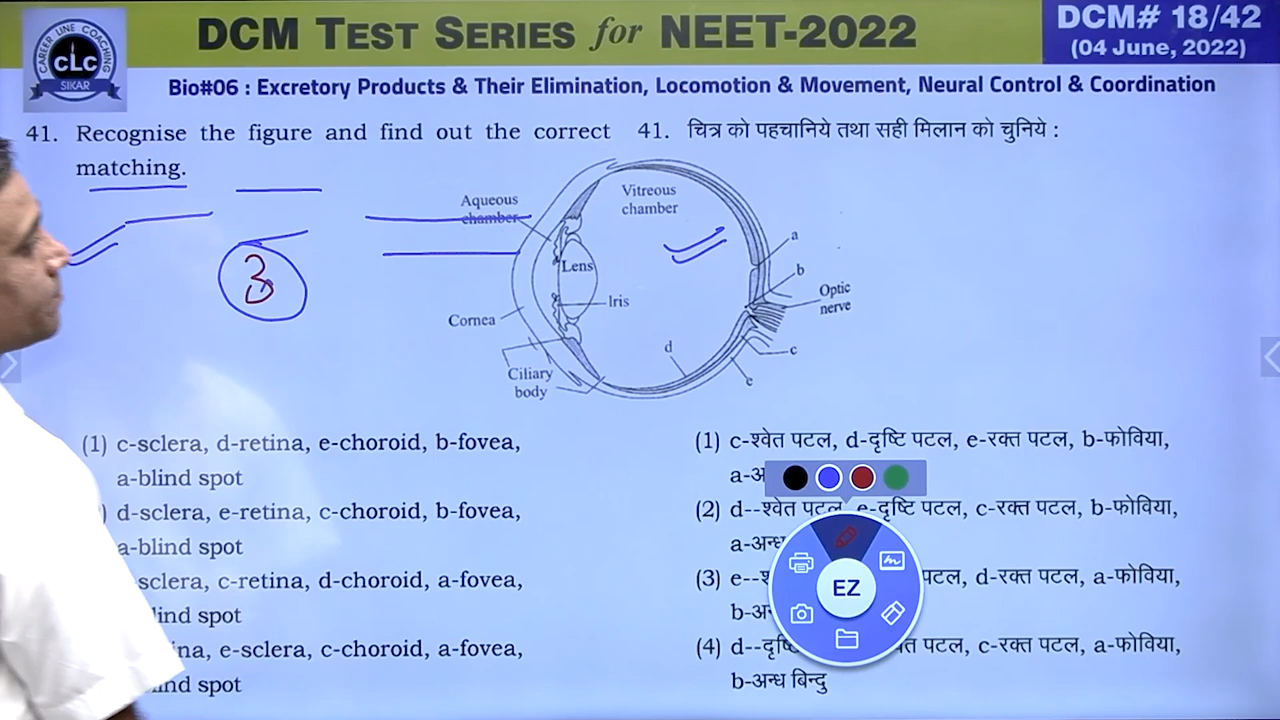 DCM TEST SERIES for NEET-2022
DCM# 18/42
(04 June, 2022)
CAREER LINE COACHING
CLC
SIKAR
Bio#06 : Excretory Products & Their Elimination, Locomotion & Movement, Neural Control & Coordination
41. Recognise the figure and find out the correct
matching.
41. चित्र को पहचानिये तथा सही मिलान को चुनिये :
Aqueous
chamber
Vitreous
chamber
a
b
Lens
3
Optic
nerve
Iris
Cornea
c
d
Ciliary
body
e
(1) c-sclera, d-retina, e-choroid, b-fovea,
a-blind spot
) d-sclera, e-retina, c-choroid, b-fovea,
a-blind spot
sclera, c-retina, d-choroid, a-fovea,
lind spot
ina, e-sclera, c-choroid, a-fovea,
ind spot
(1) c-श्वेत पटल, d-दृष्टि पटल, e-रक्त पटल, b-फोविया,
a-अ
(2) d--श्वेत पटल, e-दृष्टि पटल, c-रक्त पटल, b-फोविया,
a-अन्ध
(3) e-- पटल, d-रक्त पटल, a-फोविया,
b-अ
(4) d--दृष्टि पटल, c-रक्त पटल, a-फोविया,
b-अन्ध बिन्दु
EZ